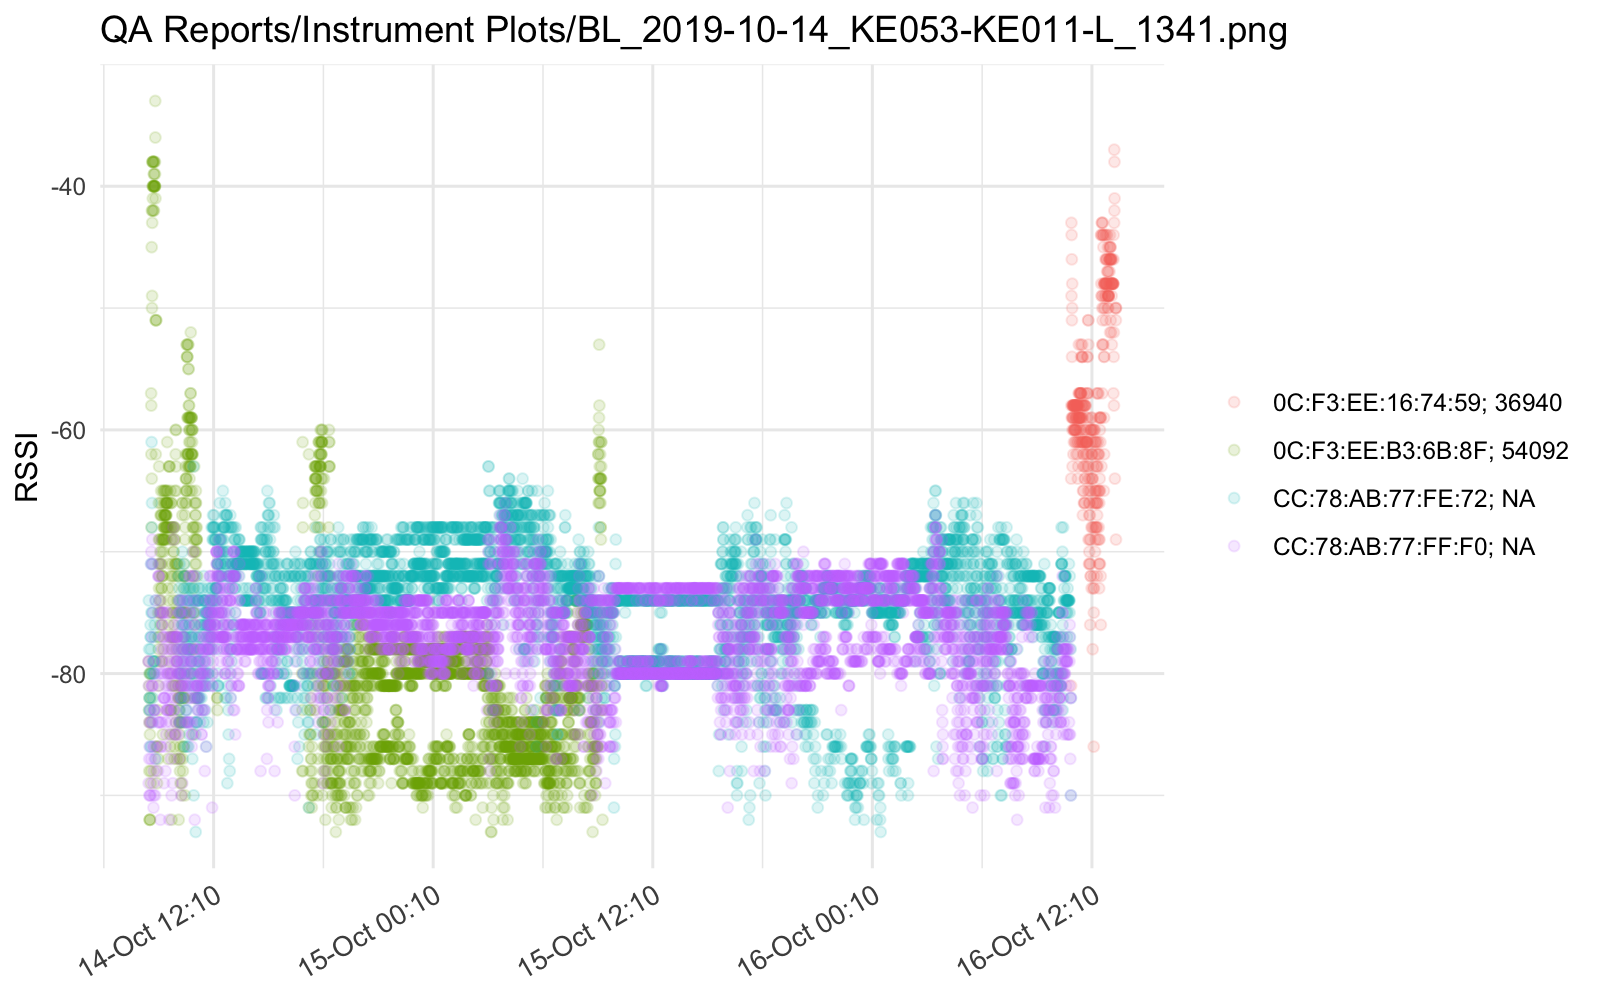 QA Reports/Instrument Plots/BL_2019-10-14_KE053-KE011-L_1341.png
RSSI
-40
-60
-80
14-Oct 12:10
15-Oct 00:10
15-Oct 12:10
16-Oct 00:10
16-Oct 12:10
0C:F3:EE:16:74:59; 36940
0C:F3:EE:B3:6B:8F; 54092
CC:78:AB:77:FE:72; NA
CC:78:AB:77:FF:F0; NA